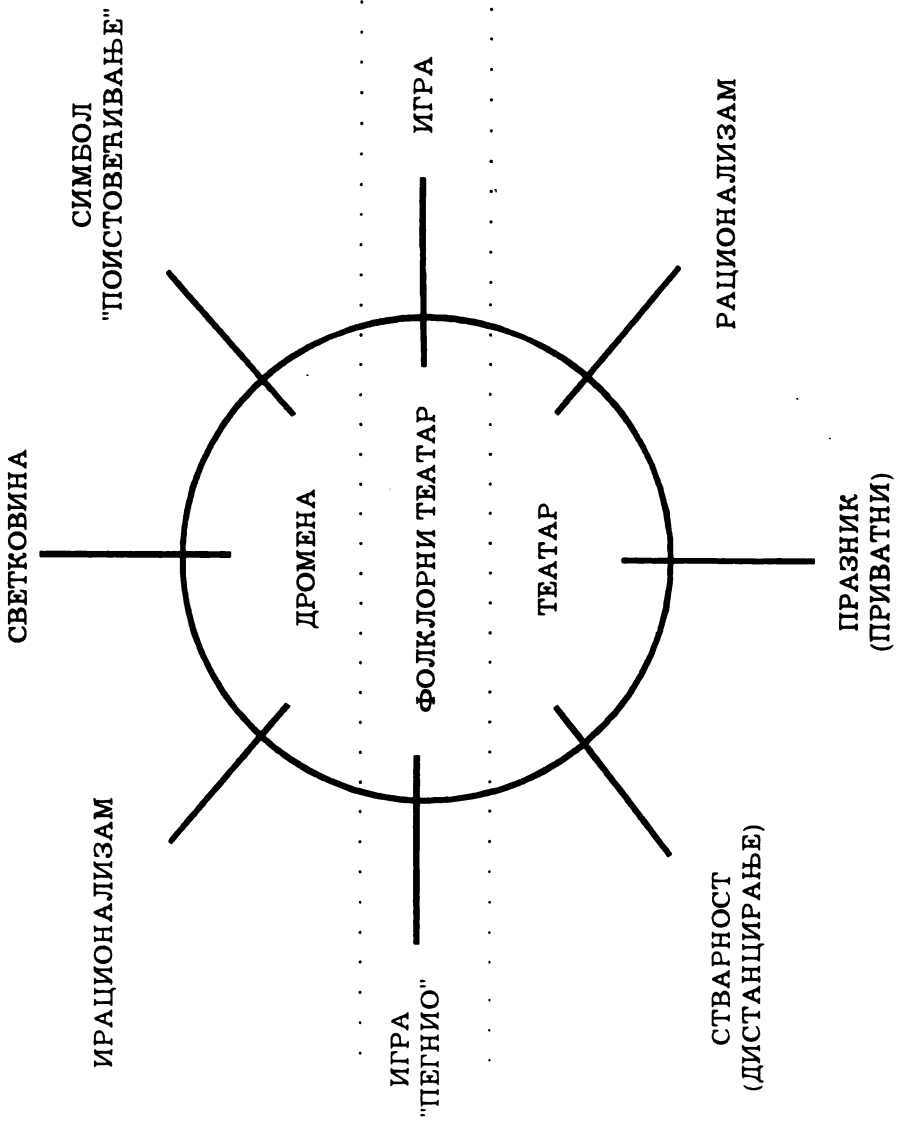 СВЕТКОВИНА
ИРАЦИОНАЛИЗАМ
СИМБОЛ
"ПОИСТОВЕЋИВАЊЕ"
ДРОМЕНА
ИГРА
"ПЕГНИО"
ФОЛКЛОРНИ ТЕАТАР
ИГРА
ТЕАТАР
СТВАРНОСТ
(ДИСТАНЦИРАЊЕ)
РАЦИОНАЛИЗАМ
ПРАЗНИК
(ПРИВАТНИ)